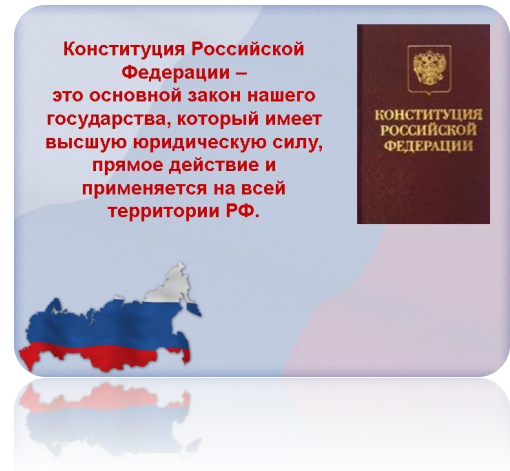 Конституция Российской
Федерации –
это основной закон нашего
государства, который имеет
высшую юридическую силу,
прямое действие и
применяется на всей
территории РФ.
КОНСТИТУЦИЯ
РОССИЙСКОЙ
ФЕДЕРАЦИИ